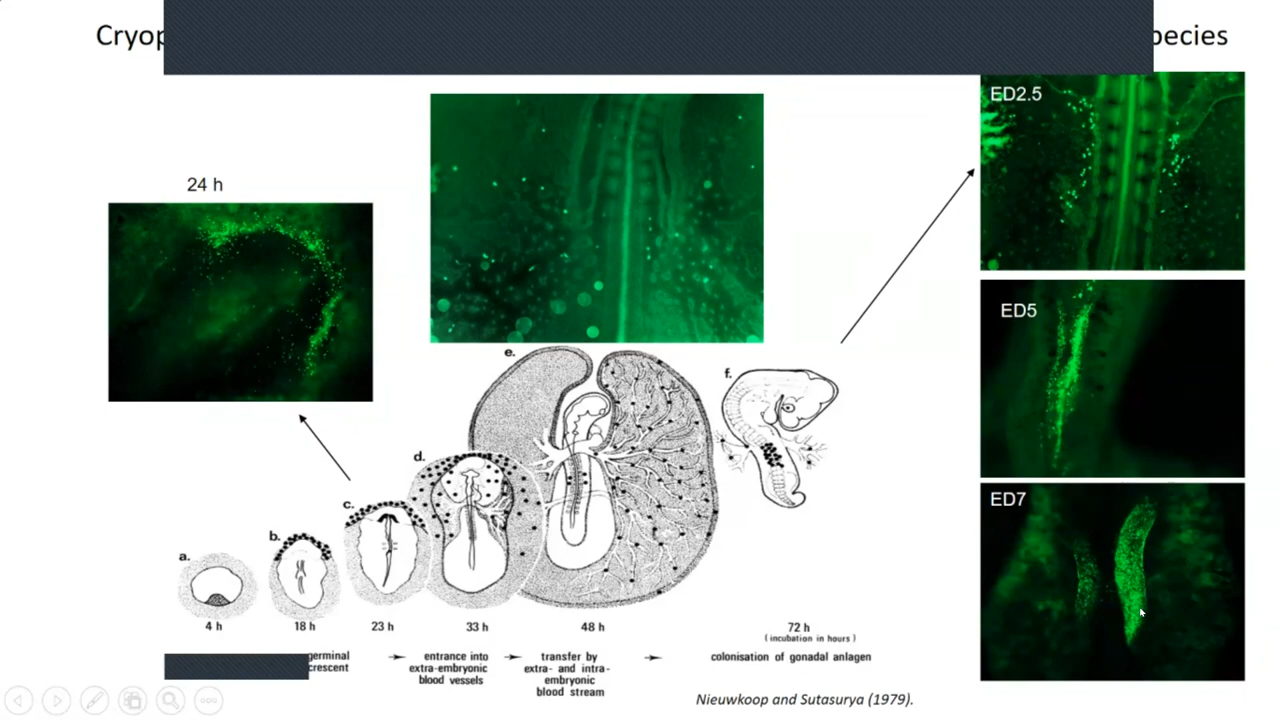 ED2.5
24 h
ED5
e.
f.
d.
c.
ED7
b.
a.
4 h
18 h
23 h
33 h
48 h
72 h
( incubation in hours )
germinal
crescent
entrance into
extra-embryonic
blood vessels
transfer by
extra- and intra-
embryonic
blood stream
colonisation of gonadal anlagen
Nieuwkoop and Sutasurya (1979).